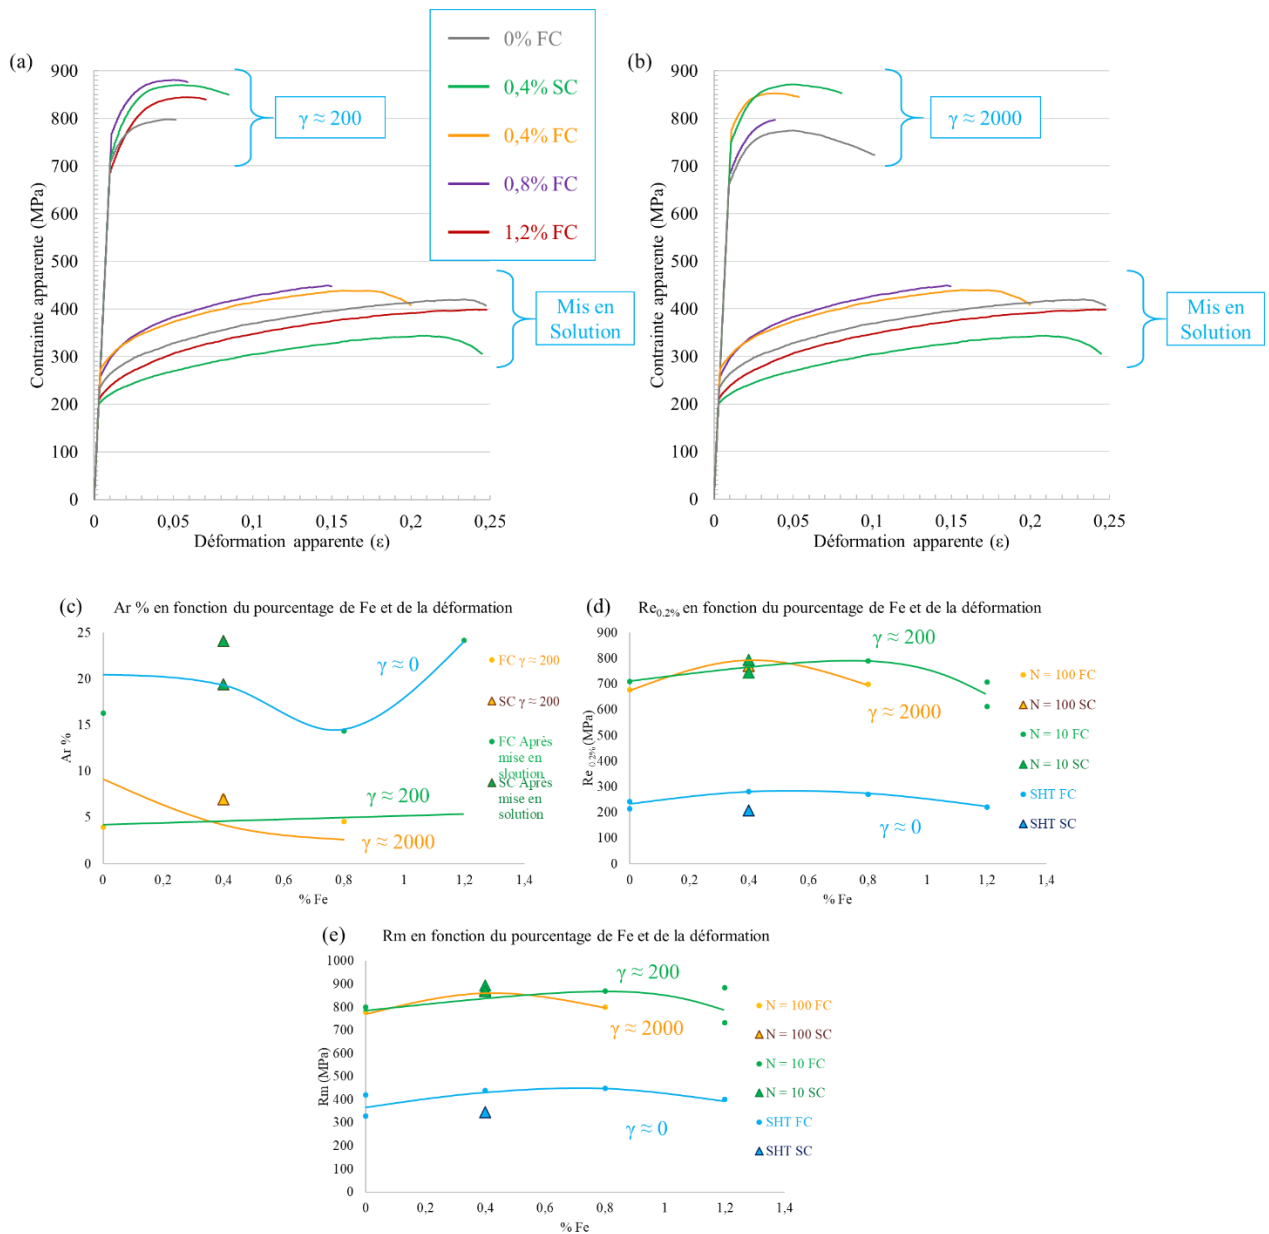 (a)
Contrainte apparente (MPa)
900
800
700
600
500
400
300
200
100
0
0
0,05
0,1
0,15
0,2
0,25
Déformation apparente (ε)
γ ≈ 200
Mis en
Solution
0% FC
0,4% SC
0,4% FC
0,8% FC
1,2% FC
(b)
Contrainte apparente (MPa)
900
800
700
600
500
400
300
200
100
0
0
0,05
0,1
0,15
0,2
0,25
Déformation apparente (ε)
γ ≈ 2000
Mis en
Solution
(c)
Ar % en fonction du pourcentage de Fe et de la déformation
Ar %
25
20
15
10
5
0
0
0,2
0,4
0,6
0,8
1
1,2
1,4
% Fe
γ ≈ 0
γ ≈ 200
γ ≈ 2000
FC γ ≈ 200
SC γ ≈ 200
FC Après
mise en
sloution
SC Après
mise en
solution
(d)
Re0.2% en fonction du pourcentage de Fe et de la déformation
Re 0.2% (MPa)
900
800
700
600
500
400
300
200
100
0
0
0,2
0,4
0,6
0,8
1
1,2
1,4
% Fe
γ ≈ 200
γ ≈ 2000
γ ≈ 0
N = 100 FC
N = 100 SC
N = 10 FC
N = 10 SC
SHT FC
SHT SC
(e)
Rm en fonction du pourcentage de Fe et de la déformation
Rm (MPa)
1000
900
800
700
600
500
400
300
200
100
0
0
0,2
0,4
0,6
0,8
1
1,2
1,4
% Fe
γ ≈ 200
γ ≈ 2000
γ ≈ 0
N = 100 FC
N = 100 SC
N = 10 FC
N = 10 SC
SHT FC
SHT SC